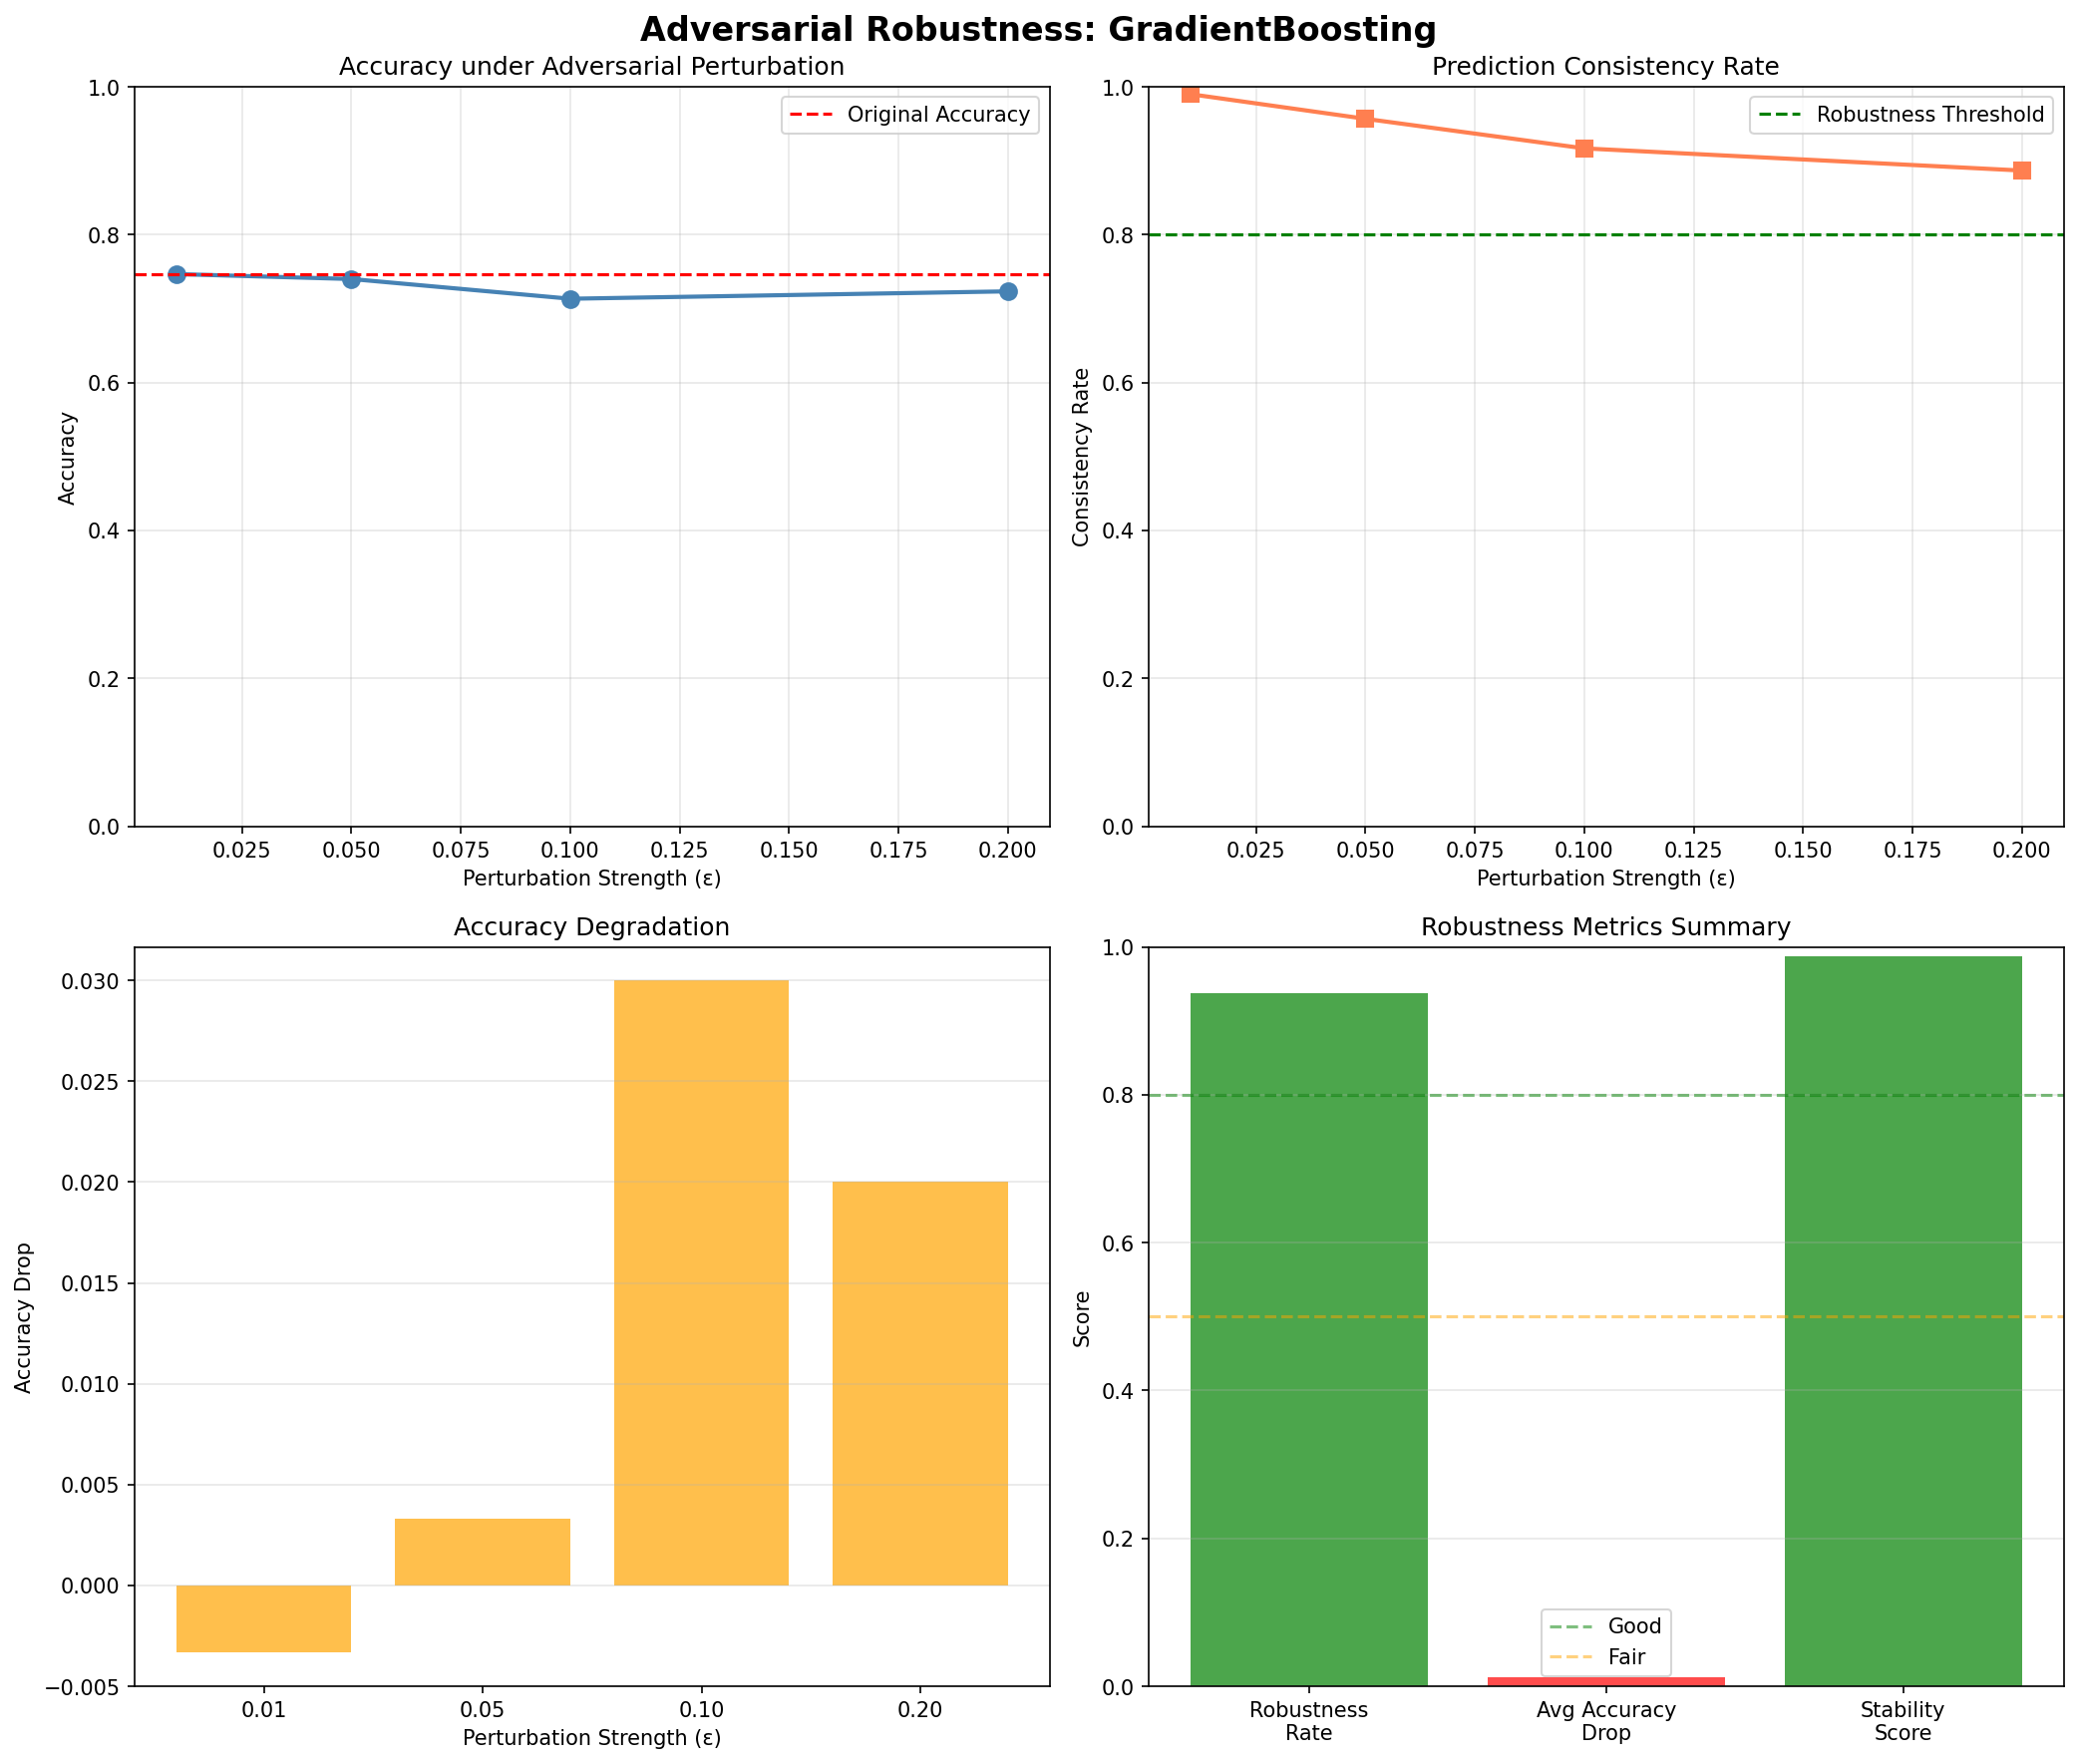 Adversarial Robustness: GradientBoosting
Accuracy under Adversarial Perturbation
Original Accuracy
Accuracy
1.0
0.8
0.6
0.4
0.2
0.0
0.025 0.050 0.075 0.100 0.125 0.150 0.175 0.200
Perturbation Strength (ε)
Prediction Consistency Rate
Robustness Threshold
Consistency Rate
1.0
0.8
0.6
0.4
0.2
0.0
0.025 0.050 0.075 0.100 0.125 0.150 0.175 0.200
Perturbation Strength (ε)
Accuracy Degradation
Accuracy Drop
0.030
0.025
0.020
0.015
0.010
0.005
0.000
−0.005
0.01 0.05 0.10 0.20
Perturbation Strength (ε)
Robustness Metrics Summary
Score
1.0
0.8
0.6
0.4
0.2
0.0
Good
Fair
Robustness
Rate
Avg Accuracy
Drop
Stability
Score